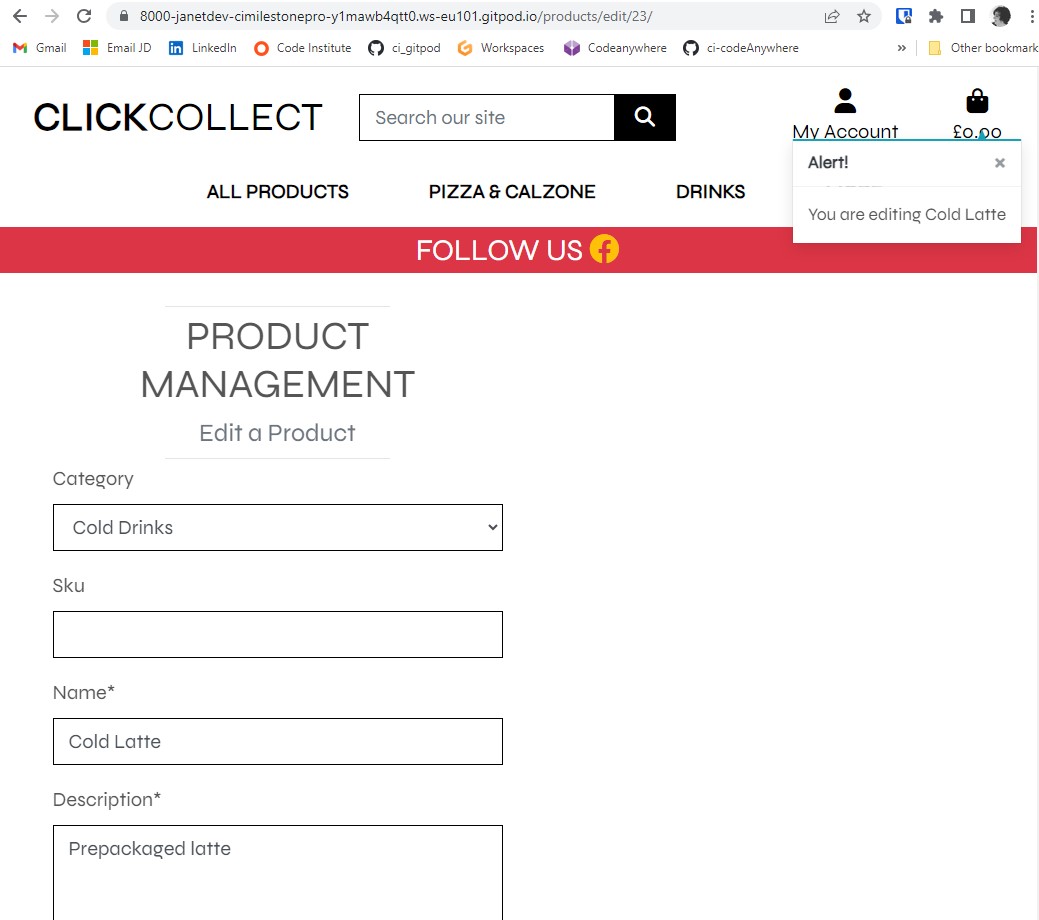 8000-janetdev-cimilestonepro-y1mawb4qtt0.ws-eu101.gitpod.io/products/edit/23/
Gmail Email JD LinkedIn Code Institute ci_gitpod Workspaces Codeanywhere ci-codeAnywhere » Other bookmark
CLICKCOLLECT
Search our site
My Account
£0.00
ALL PRODUCTS PIZZA & CALZONE DRINKS
Alert! ×
You are editing Cold Latte
FOLLOW US
PRODUCT
MANAGEMENT
Edit a Product
Category
Cold Drinks
Sku
Name*
Cold Latte
Description*
Prepackaged latte